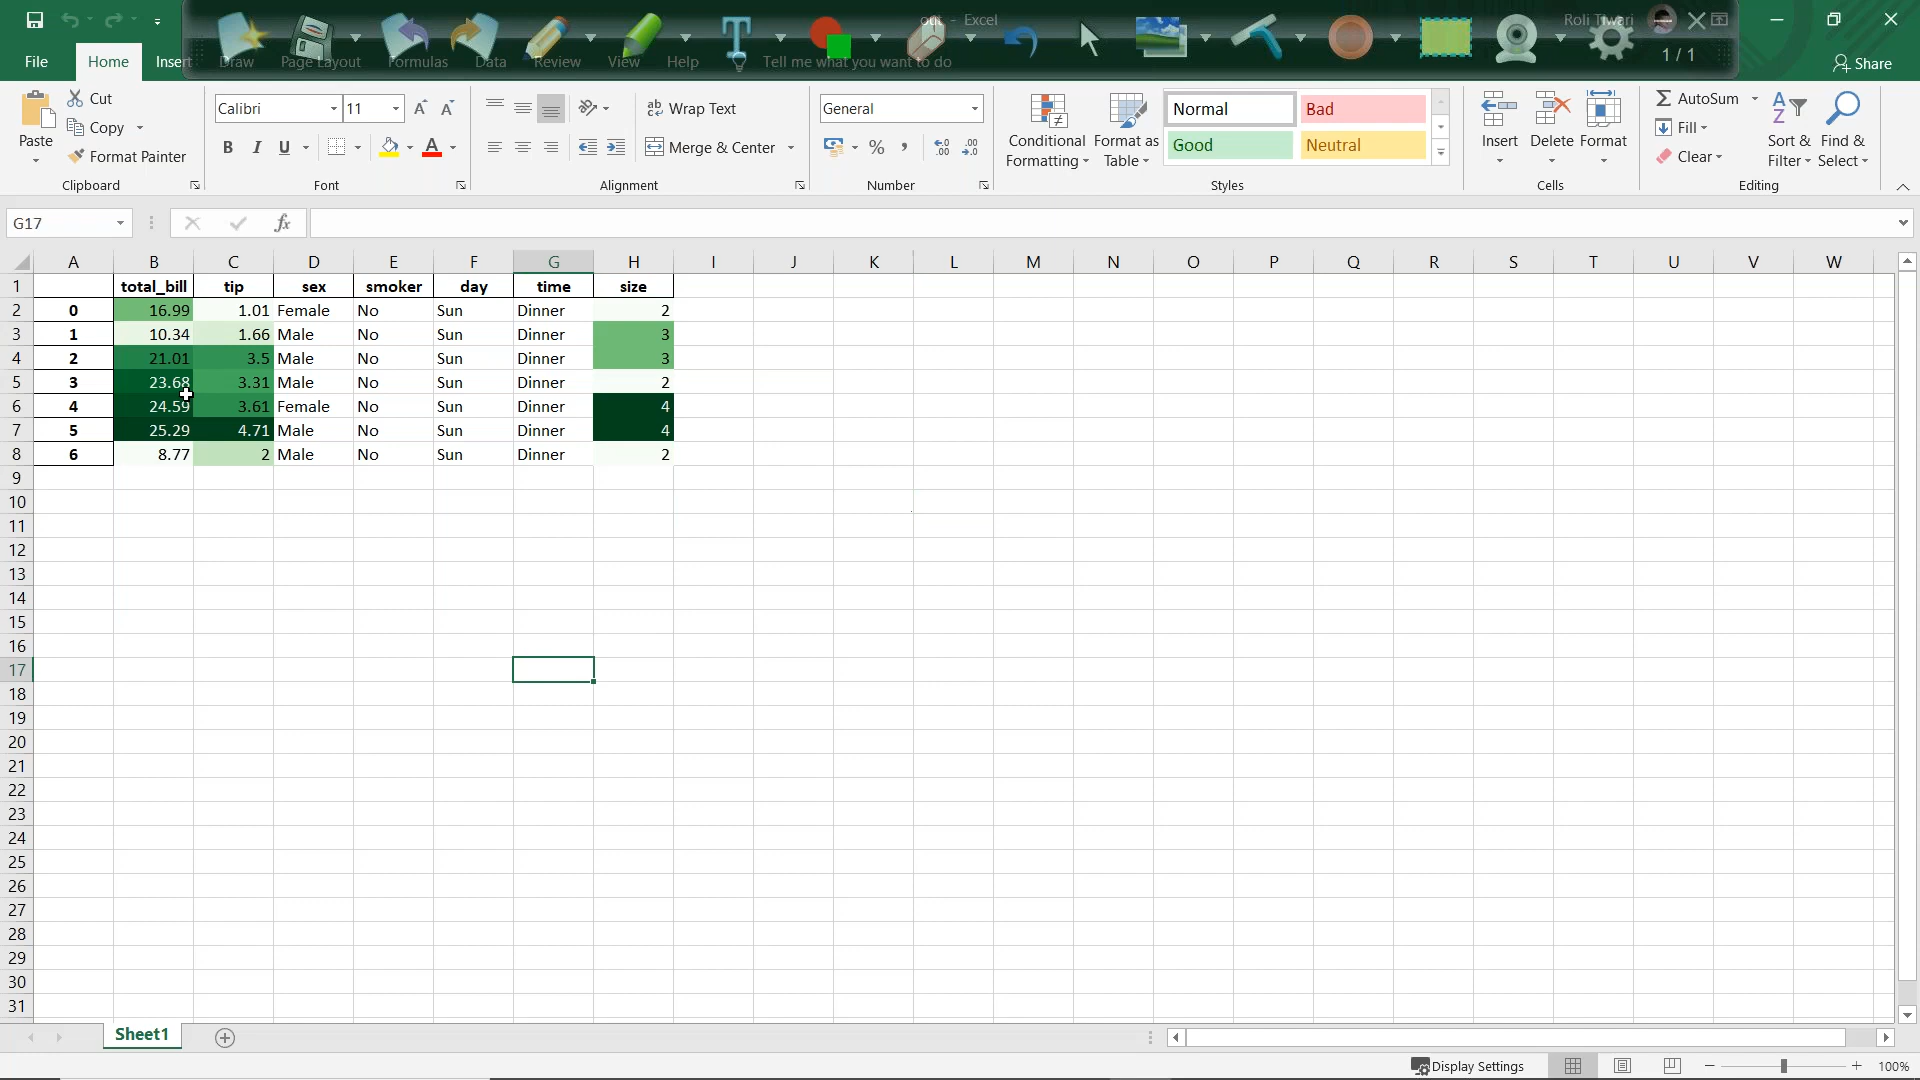 out - Excel
Roli Tiwari
1 / 1
File Home Insert Draw Page Layout Formulas Data Review View Help Tell me what you want to do Share
Paste
Cut
Copy
Format Painter
Clipboard
Calibri 11
B I U
Font
Wrap Text
Merge & Center
Alignment
General
% ,
Number
Conditional Formatting
Format as Table
Normal Bad
Good Neutral
Styles
Insert Delete Format
Cells
AutoSum
Fill
Clear
Sort & Filter
Find & Select
Editing
G17 fx
A B C D E F G H I J K L M N O P Q R S T U V W
1 total_bill tip sex smoker day time size
2 0 16.99 1.01 Female No Sun Dinner 2
3 1 10.34 1.66 Male No Sun Dinner 3
4 2 21.01 3.5 Male No Sun Dinner 3
5 3 23.68 3.31 Male No Sun Dinner 2
6 4 24.59 3.61 Female No Sun Dinner 4
7 5 25.29 4.71 Male No Sun Dinner 4
8 6 8.77 2 Male No Sun Dinner 2
9
10
11
12
13
14
15
16
17
18
19
20
21
22
23
24
25
26
27
28
29
30
31
Sheet1
Display Settings 100%